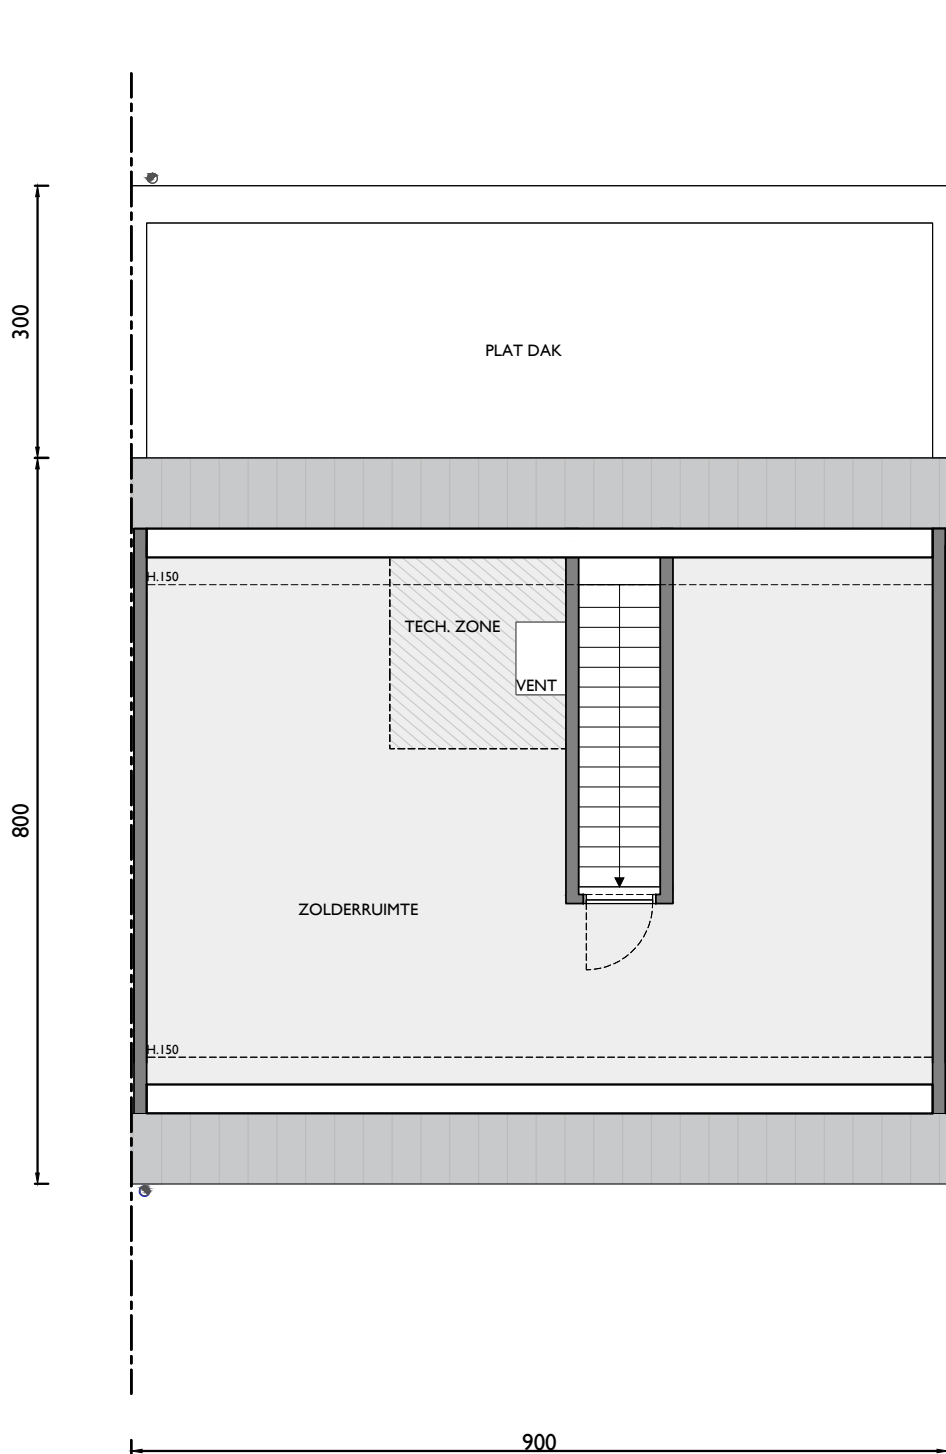 300
PLAT DAK
H.150
TECH. ZONE
VENT
800
ZOLDERRUIMTE
H.150
900